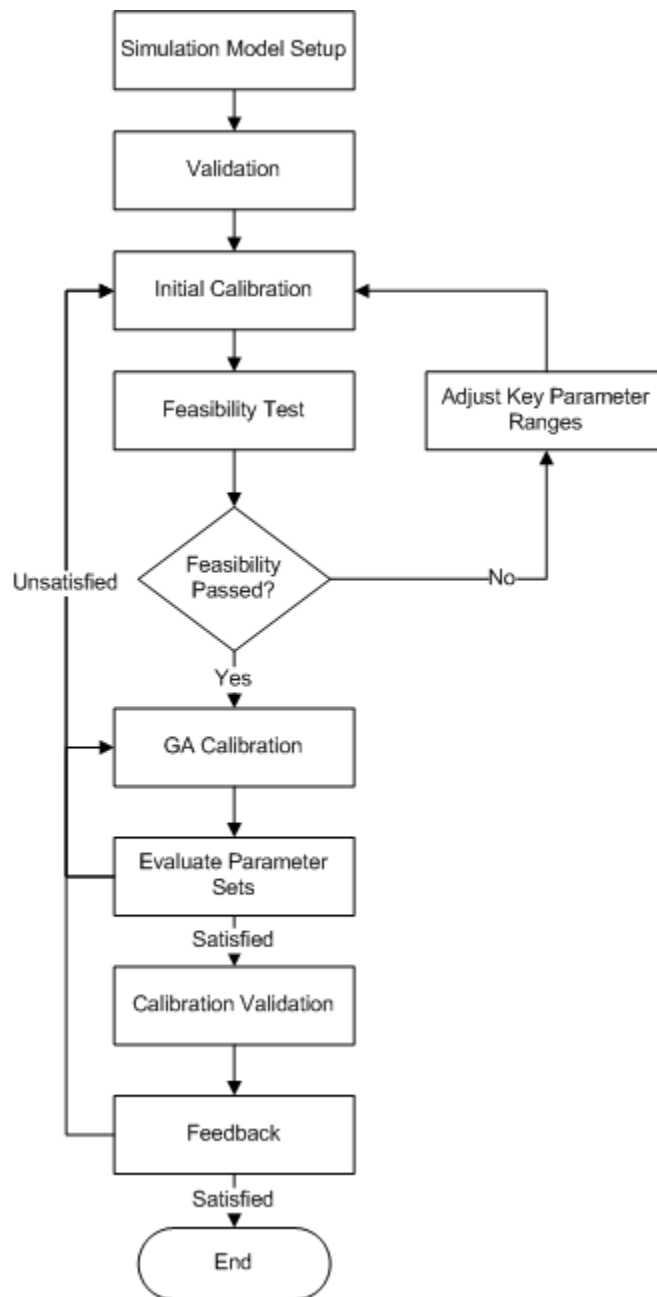 Simulation Model Setup
Validation
Initial Calibration
Feasibility Test
Adjust Key Parameter
Ranges
Feasibility
Passed?
Unsatisfied
No
Yes
GA Calibration
Evaluate Parameter
Sets
Satisfied
Calibration Validation
Feedback
Satisfied
End